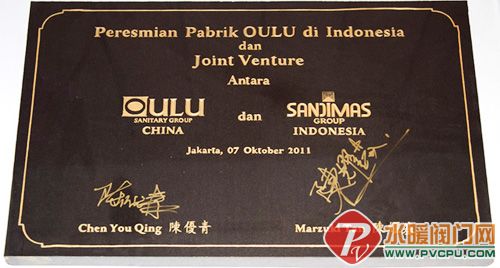 Peresmian Pabrik OULU di Indonesia
dan
Joint Venture
Antara
OULU
SANITARY GROUP
CHINA
dan
SANJIMAS
GROUP
INDONESIA
Jakarta, 07 Oktober 2011
Chen You Qing 陳優青
Marzuki
水暖阀门网
WWW.PVCPU.COM